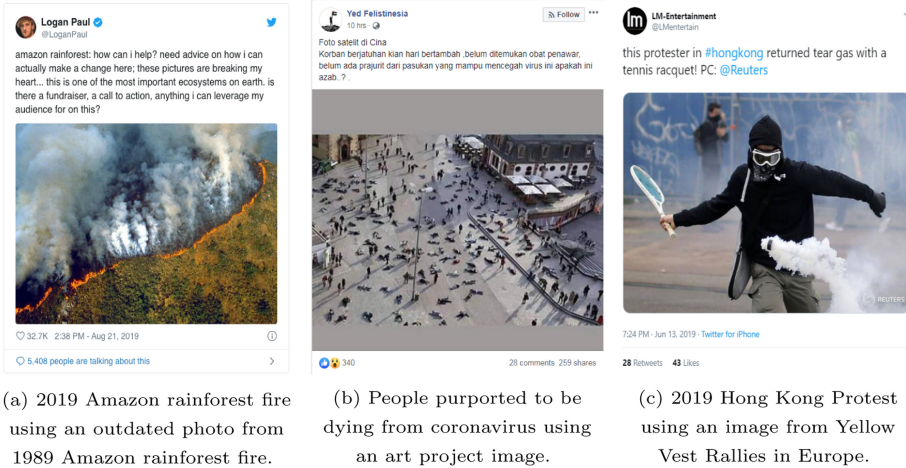 Logan Paul
@LoganPaul
amazon rainforest: how can i help? need advice on how i can
actually make a change here; these pictures are breaking my
heart... this is one of the most important ecosystems on earth. is
there a fundraiser, a call to action, anything i can leverage my
audience for on this?
32.7K 2:38 PM - Aug 21, 2019
5,408 people are talking about this
(a) 2019 Amazon rainforest fire
using an outdated photo from
1989 Amazon rainforest fire.
Yed Felistinesia
Follow
10 hrs ·
Foto satelit di Cina
Korban berjatuhan kian hari bertambah ,belum ditemukan obat penawar,
belum ada prajurit dari pasukan yang mampu mencegah virus ini apakah ini
azab..? .
340
28 comments 259 shares
(b) People purported to be
dying from coronavirus using
an art project image.
lm
LM-Entertainment
@LMentertain
this protester in #hongkong returned tear gas with a
tennis racquet! PC: @Reuters
REUTERS
7:24 PM · Jun 13, 2019 · Twitter for iPhone
28 Retweets 43 Likes
(c) 2019 Hong Kong Protest
using an image from Yellow
Vest Rallies in Europe.